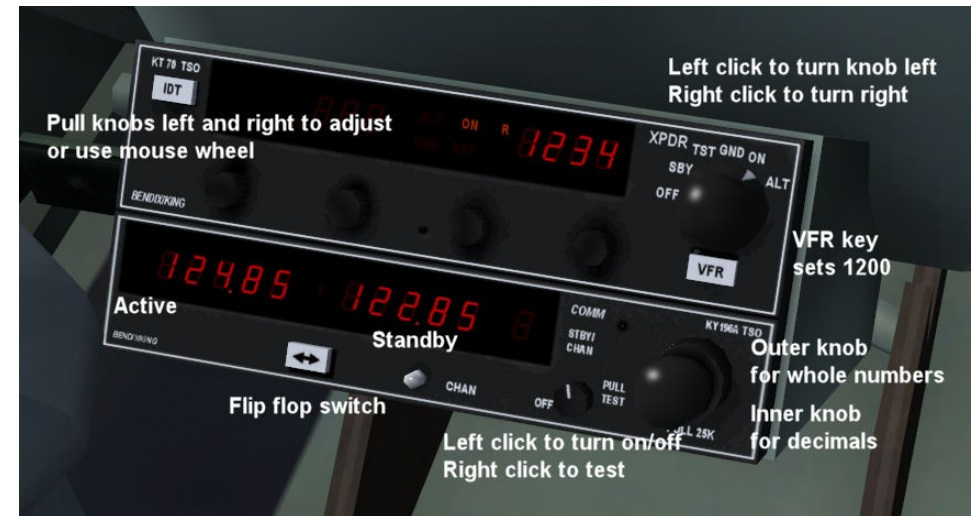 KT 70 TSO
IDT
Left click to turn knob left
Right click to turn right
Pull knobs left and right to adjust
or use mouse wheel
ON R 1234
XPDR TST GND ON
SBY
ALT
OFF
BENDIX/KING
VFR
VFR key
sets 1200
124.85 122.85
Active
Standby
COMM
KY 196A TSO
STBY/
CHAN
BENDIX/KING
Outer knob
for whole numbers
CHAN
OFF
PULL
TEST
Flip flop switch
Inner knob
for decimals
PULL 25K
Left click to turn on/off
Right click to test